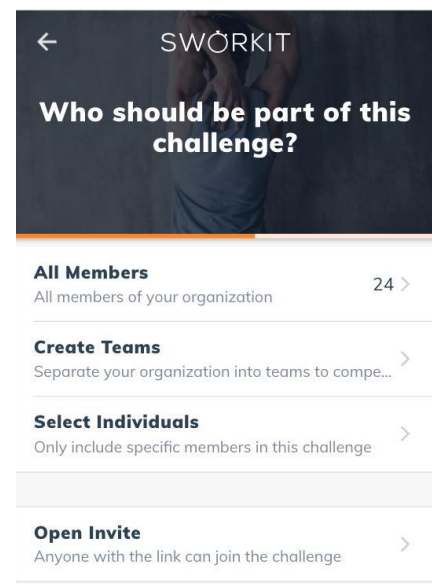 SWORKIT
Who should be part of this
challenge?
All Members
All members of your organization
24
Create Teams
Separate your organization into teams to compe...
Select Individuals
Only include specific members in this challenge
Open Invite
Anyone with the link can join the challenge